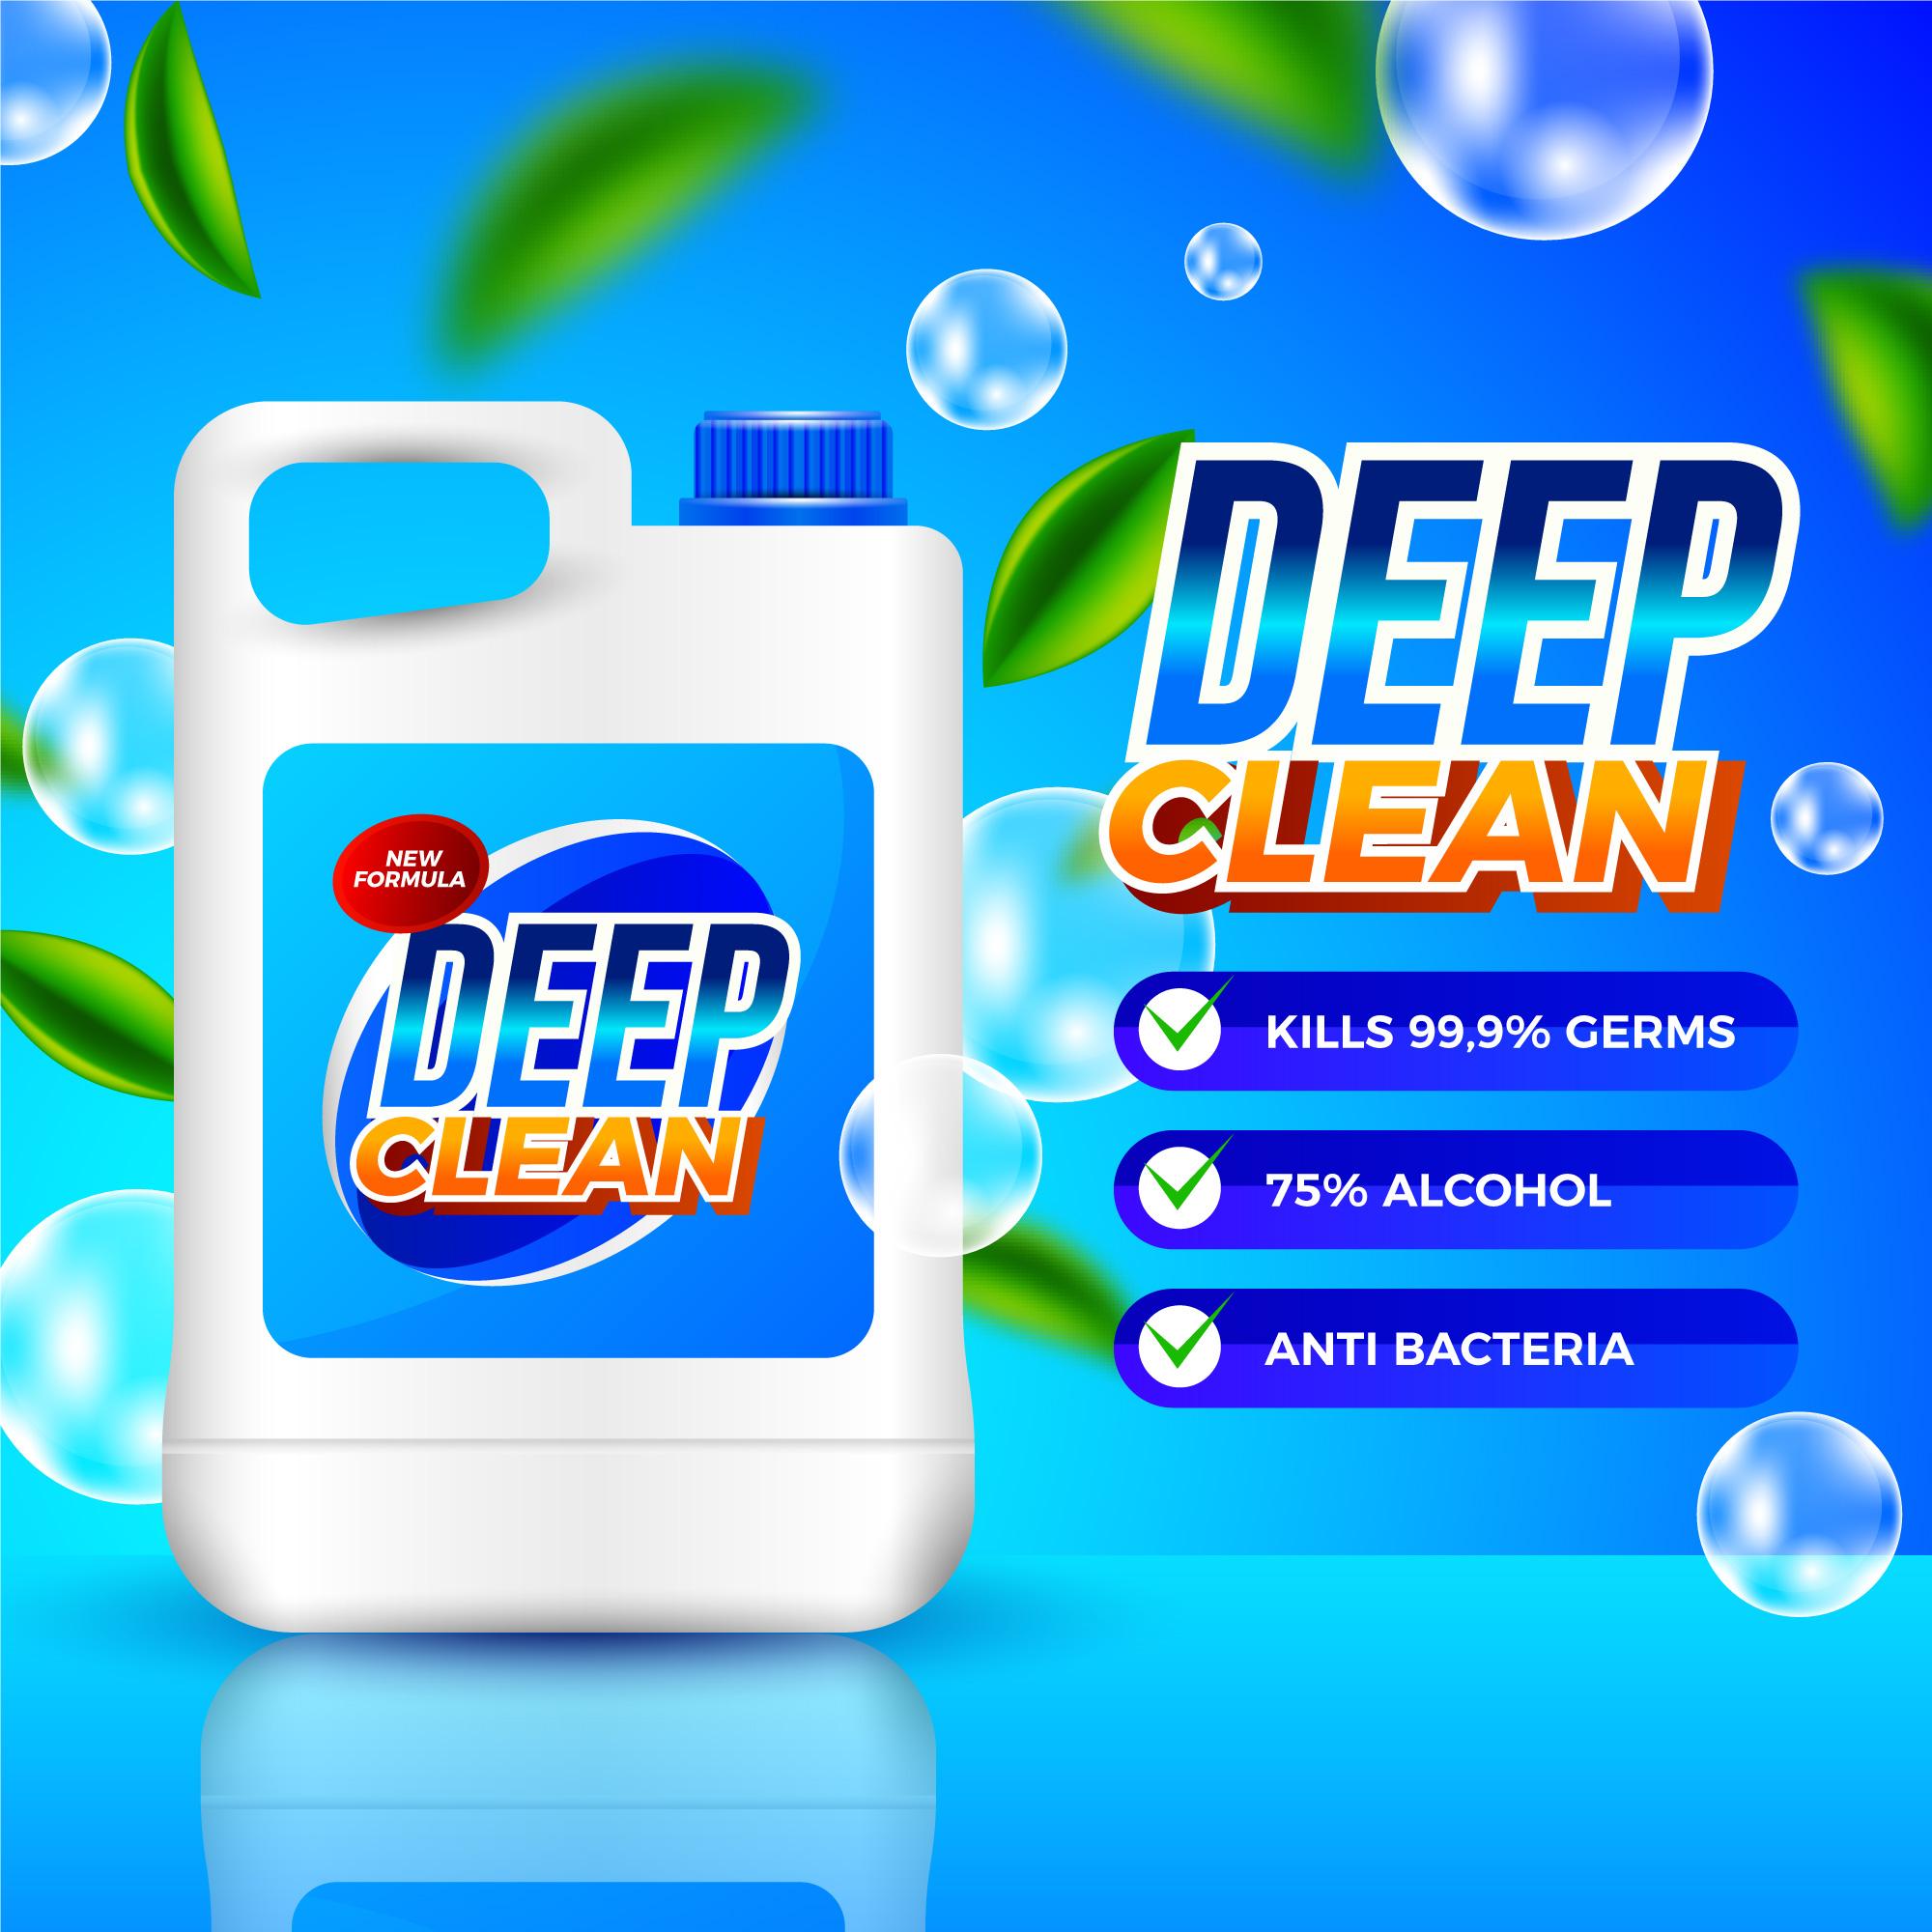 NEW
FORMULA
DEEP
CLEAN
DEEP
CLEAN
KILLS 99,9% GERMS
75% ALCOHOL
ANTI BACTERIA